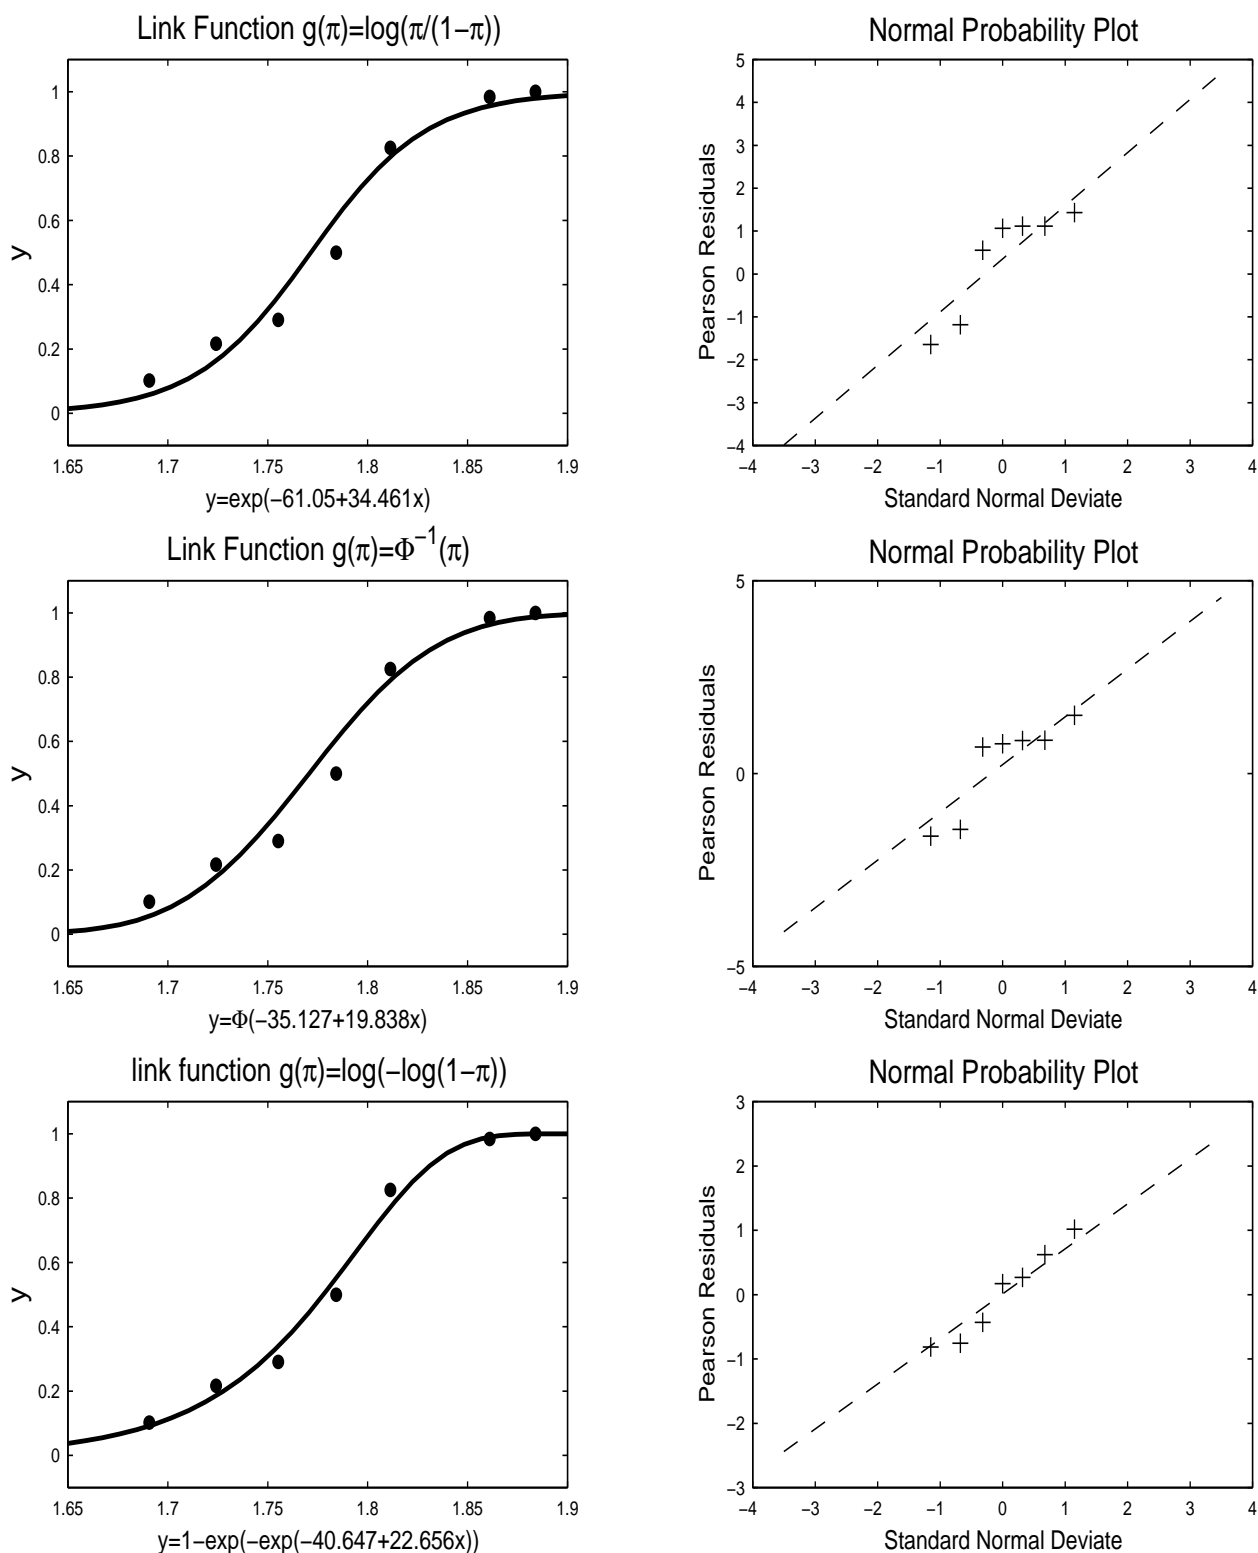 Link Function g(π)=log(π/(1−π))
1
0.8
0.6
0.4
0.2
0
y
1.65 1.7 1.75 1.8 1.85 1.9
y=exp(−61.05+34.461x)
Normal Probability Plot
5
4
3
2
1
0
−1
−2
−3
−4
Pearson Residuals
−4 −3 −2 −1 0 1 2 3 4
Standard Normal Deviate
Link Function g(π)=Φ⁻¹(π)
1
0.8
0.6
0.4
0.2
0
y
1.65 1.7 1.75 1.8 1.85 1.9
y=Φ(−35.127+19.838x)
Normal Probability Plot
5
0
−5
Pearson Residuals
−4 −3 −2 −1 0 1 2 3 4
Standard Normal Deviate
link function g(π)=log(−log(1−π))
1
0.8
0.6
0.4
0.2
0
y
1.65 1.7 1.75 1.8 1.85 1.9
y=1−exp(−exp(−40.647+22.656x))
Normal Probability Plot
3
2
1
0
−1
−2
−3
Pearson Residuals
−4 −3 −2 −1 0 1 2 3 4
Standard Normal Deviate